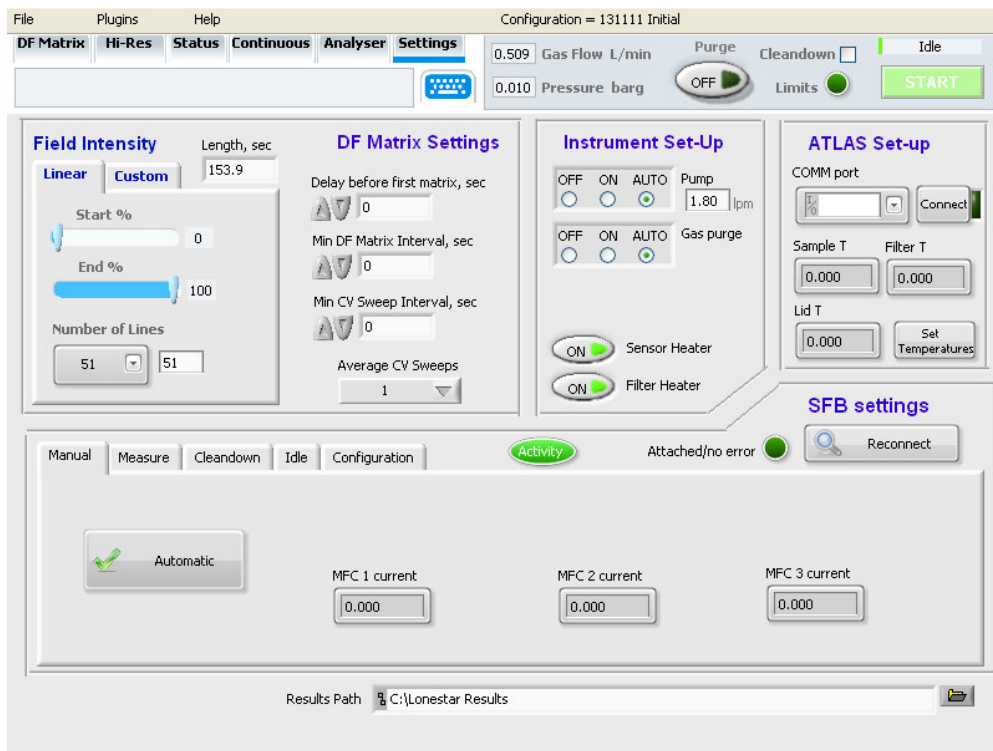 File Plugins Help Configuration = 131111 Initial
DF Matrix Hi-Res Status Continuous Analyser Settings
0.509 Gas Flow L/min Purge Cleandown Idle
0.010 Pressure barg OFF Limits START
Field Intensity Length, sec
Linear Custom 153.9
Start %
0
End %
100
Number of Lines
51 51
DF Matrix Settings
Delay before first matrix, sec
0
Min DF Matrix Interval, sec
0
Min CV Sweep Interval, sec
0
Average CV Sweeps
1
Instrument Set-Up
OFF ON AUTO Pump
1.80 lpm
OFF ON AUTO Gas purge
ON Sensor Heater
ON Filter Heater
ATLAS Set-up
COMM port
I/O Connect
Sample T Filter T
0.000 0.000
Lid T
0.000 Set Temperatures
SFB settings
Manual Measure Cleandown Idle Configuration Activity Attached/no error Reconnect
Automatic
MFC 1 current MFC 2 current MFC 3 current
0.000 0.000 0.000
Results Path C:\Lonestar Results